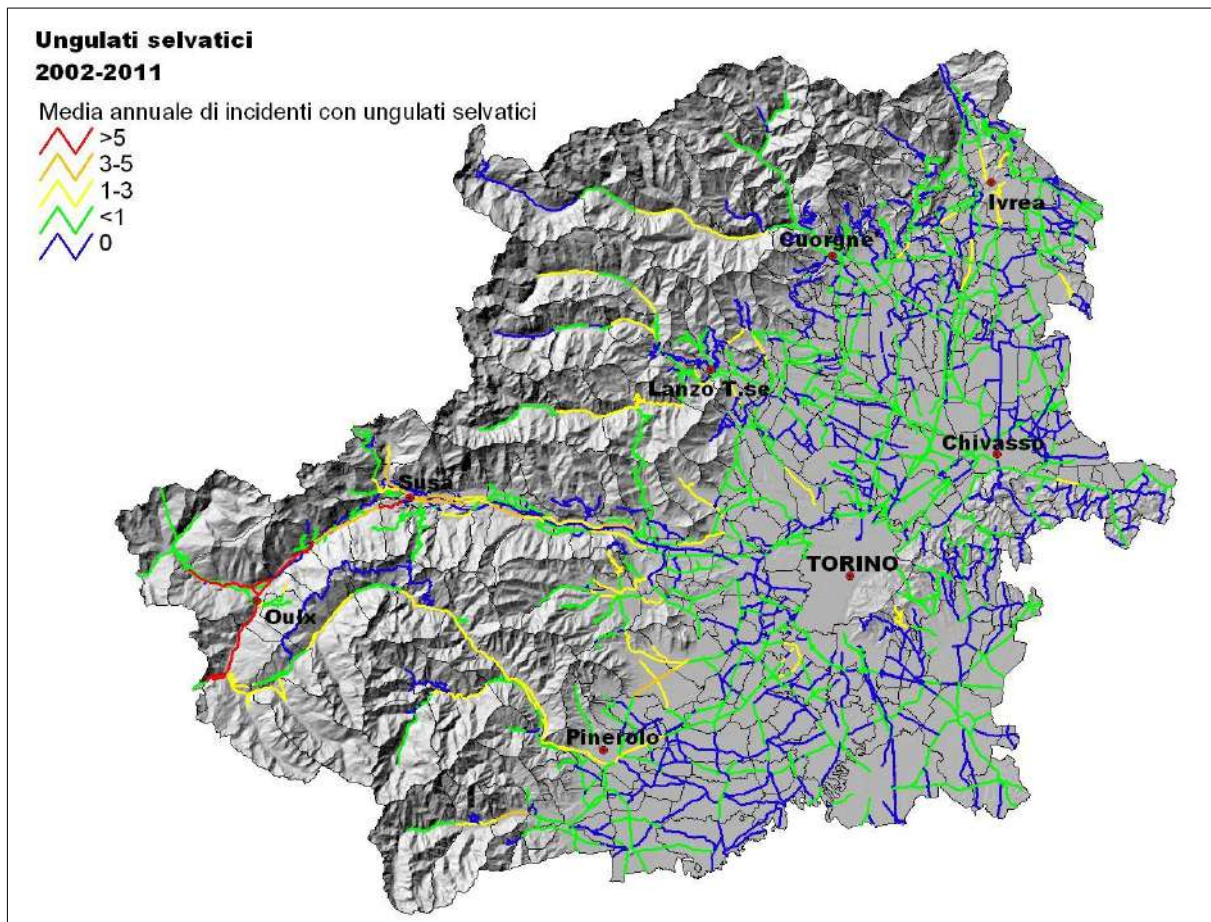 Ungulati selvatici
2002-2011
Media annuale di incidenti con ungulati selvatici
>5
3-5
1-3
<1
0
Ivrea
Cuorgne'
Lanzo T.se
Chivasso
Susa
TORINO
Oulx
Pinerolo